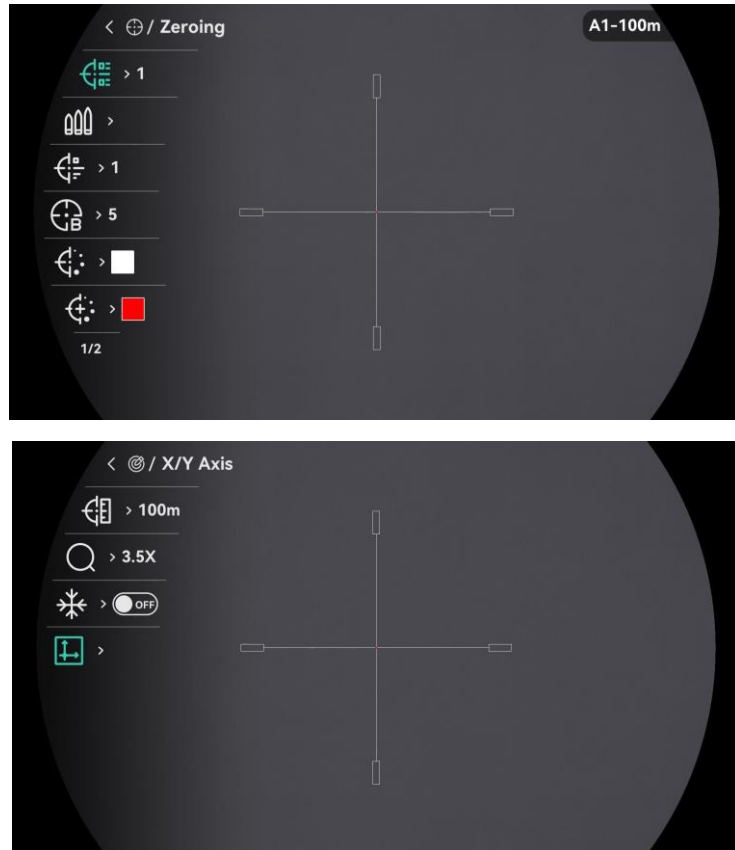 < / Zeroing
A1-100m
> 1
>
> 1
B > 5
>
>
1/2
< / X/Y Axis
> 100m
> 3.5X
> OFF
>